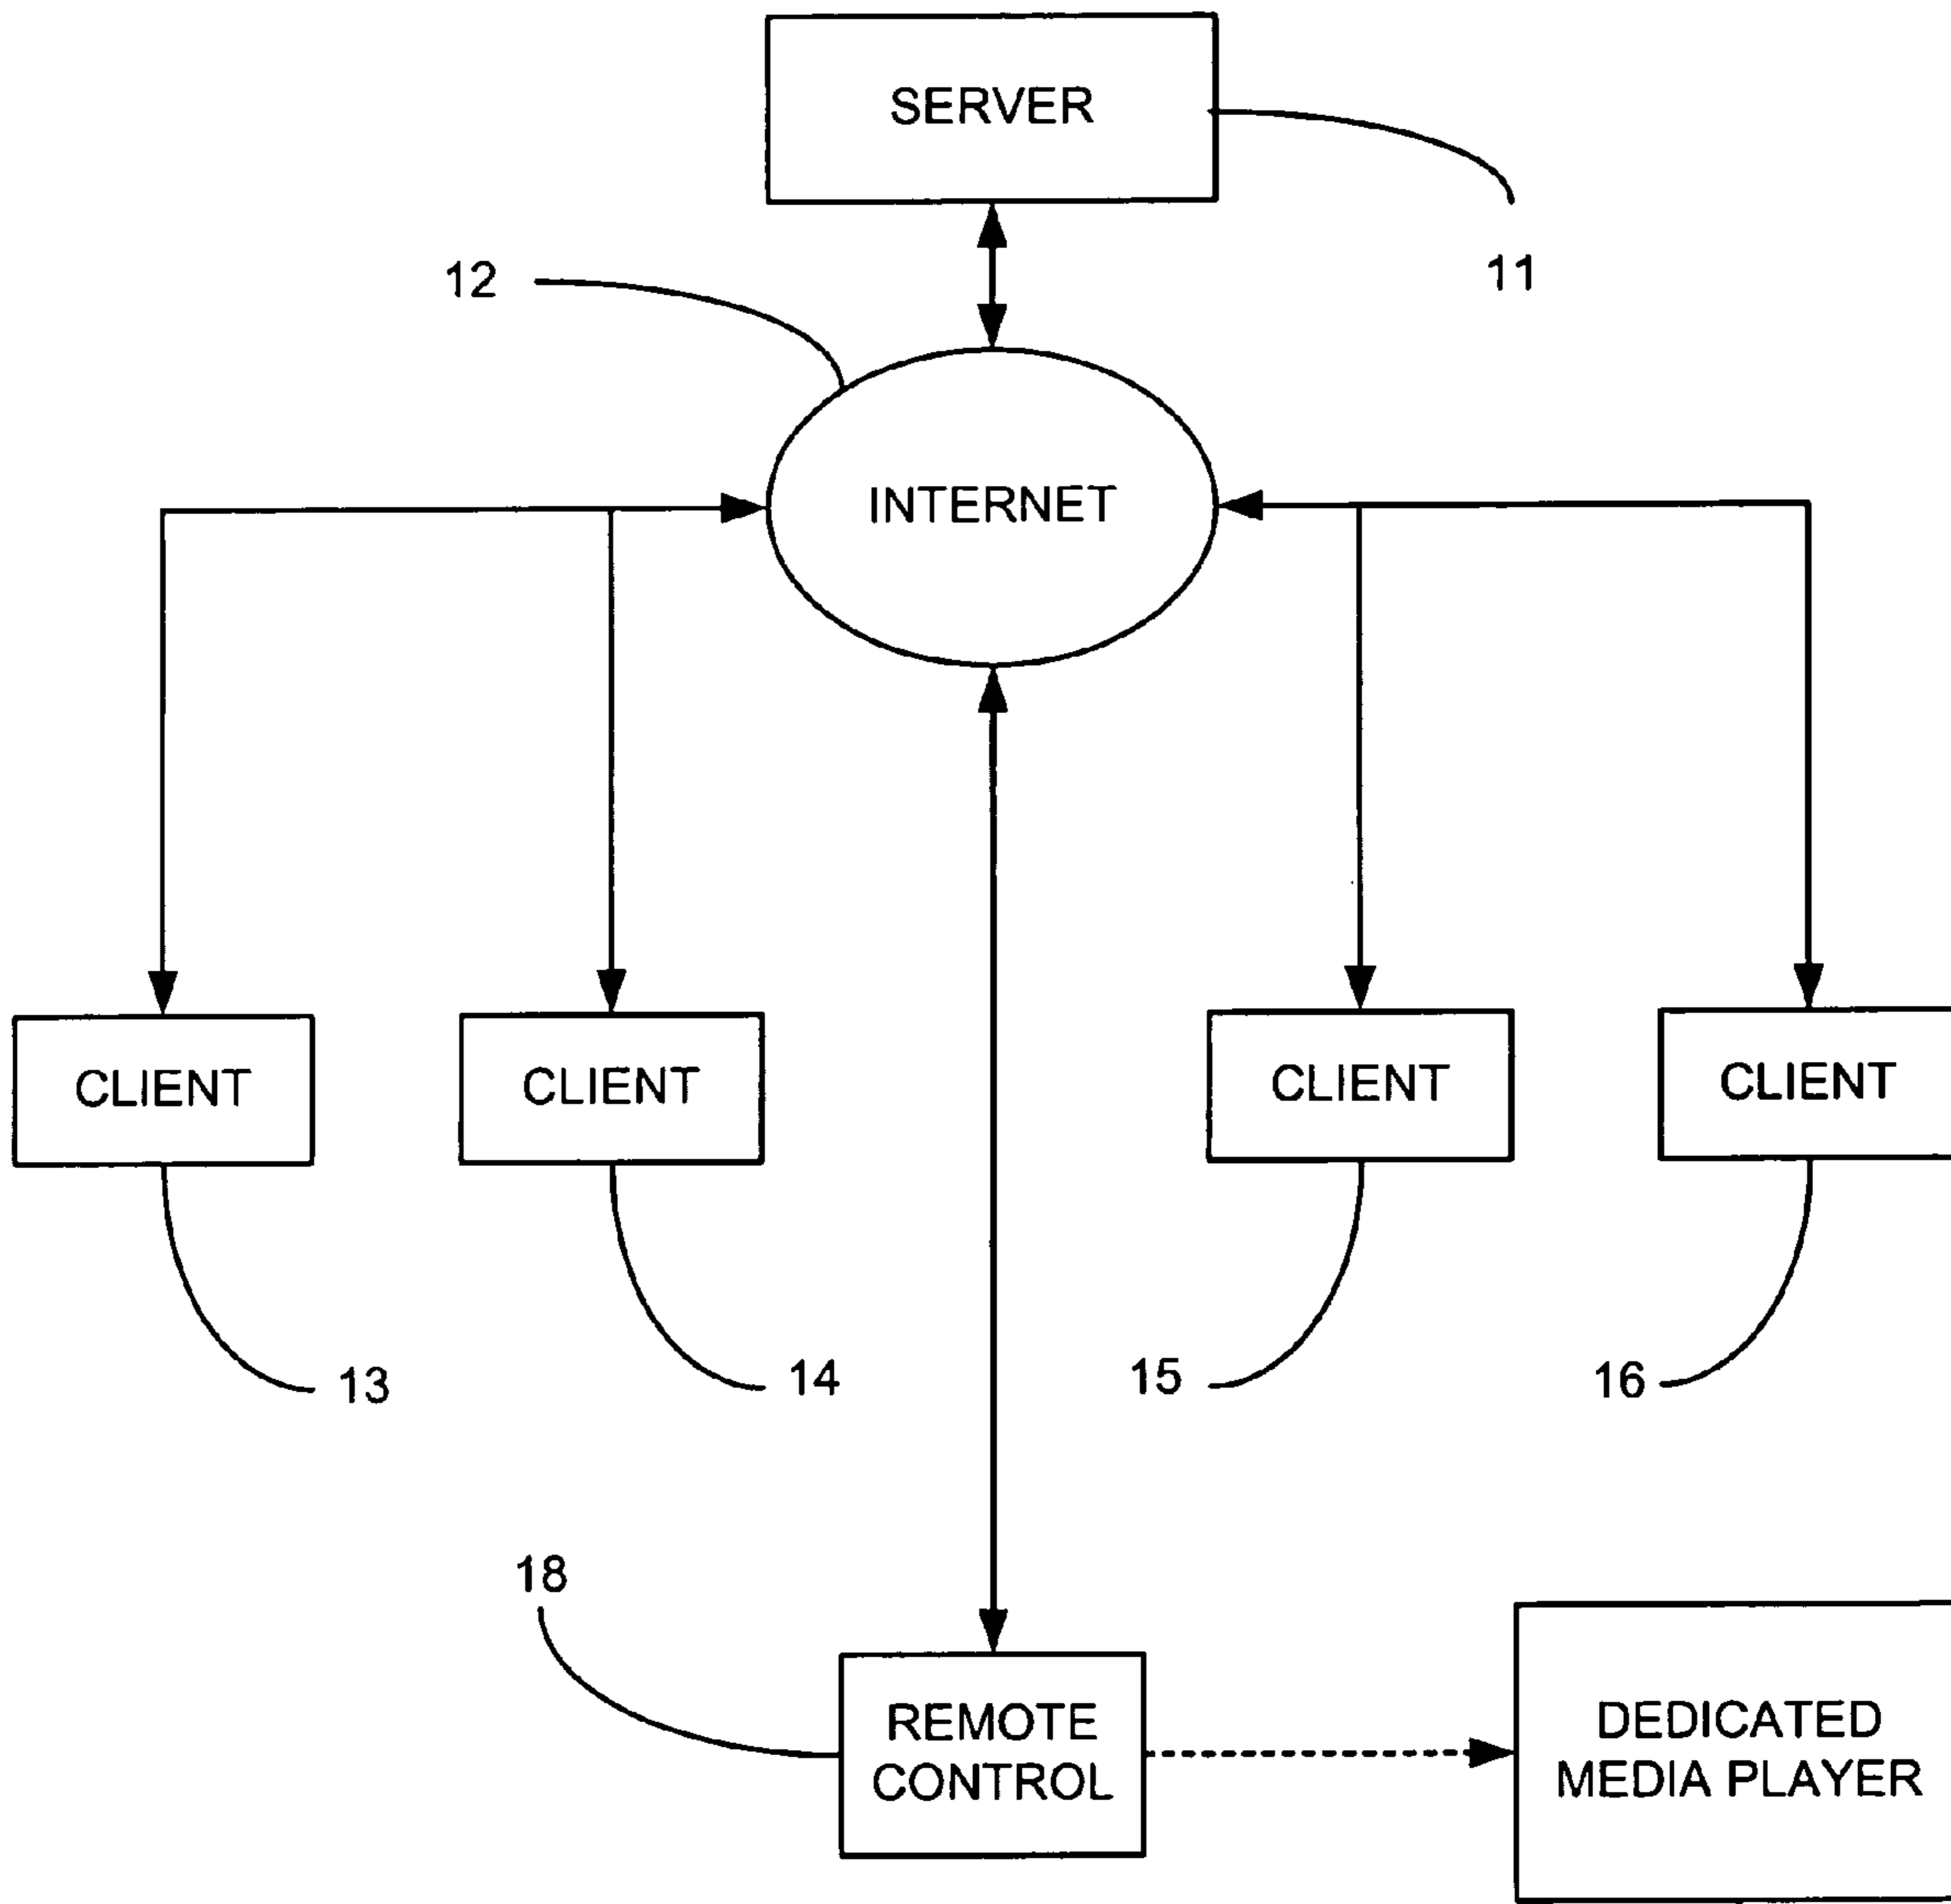 SERVER
12
11
INTERNET
CLIENT
CLIENT
CLIENT
CLIENT
13
14
15
16
18
REMOTE
CONTROL
DEDICATED
MEDIA PLAYER